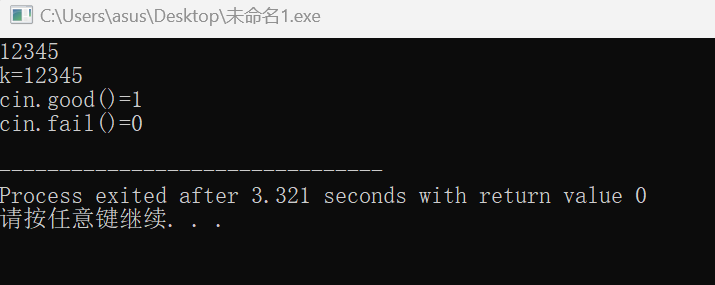 C:\Users\asus\Desktop\未命名1.exe
12345
k=12345
cin.good()=1
cin.fail()=0
--------------------------------
Process exited after 3.321 seconds with return value 0
请按任意键继续. . .